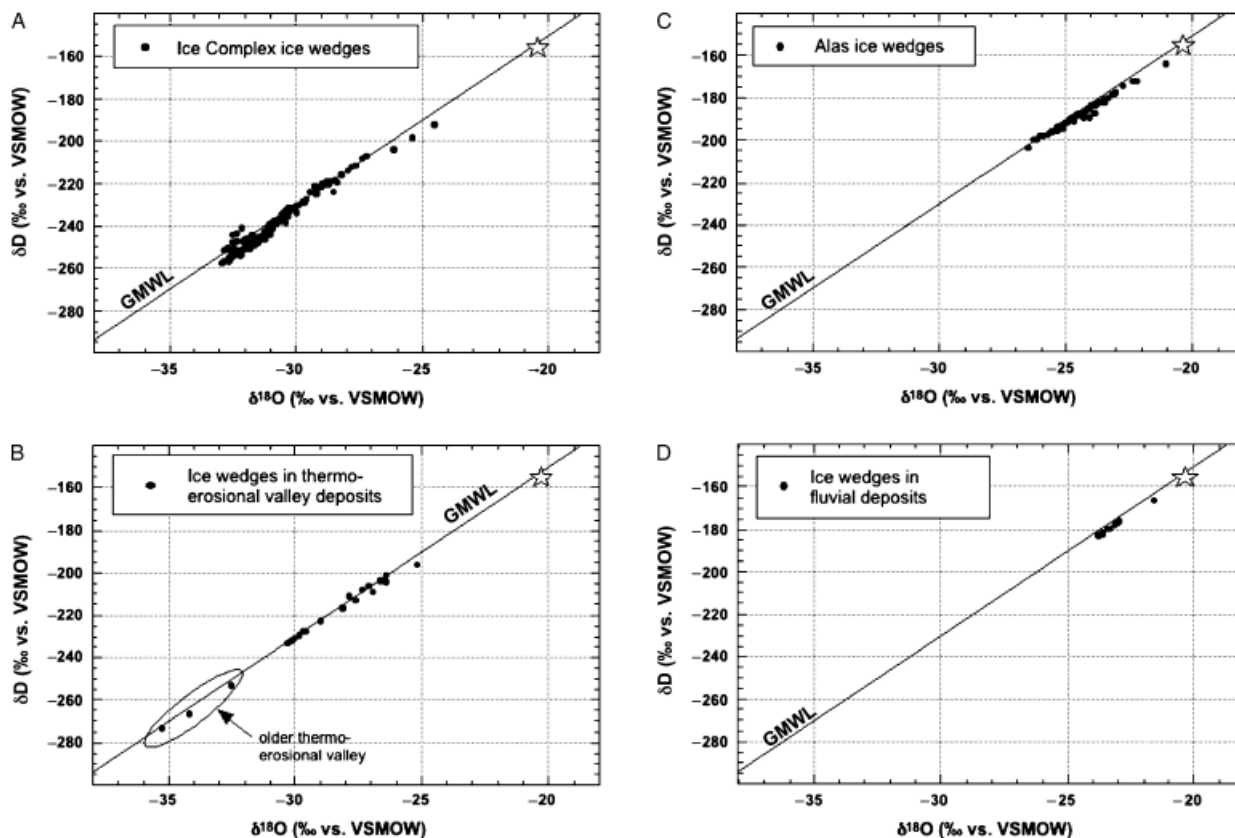 A
Ice Complex ice wedges
GMWL
−160
−180
−200
−220
−240
−260
−280
δD (‰ vs. VSMOW)
−35
−30
−25
−20
δ¹⁸O (‰ vs. VSMOW)
C
Alas ice wedges
GMWL
−160
−180
−200
−220
−240
−260
−280
δD (‰ vs. VSMOW)
−35
−30
−25
−20
δ¹⁸O (‰ vs. VSMOW)
B
Ice wedges in thermo-
erosional valley deposits
GMWL
older thermo-
erosional valley
−160
−180
−200
−220
−240
−260
−280
δD (‰ vs. VSMOW)
−35
−30
−25
−20
δ¹⁸O (‰ vs. VSMOW)
D
Ice wedges in
fluvial deposits
GMWL
−160
−180
−200
−220
−240
−260
−280
δD (‰ vs. VSMOW)
−35
−30
−25
−20
δ¹⁸O (‰ vs. VSMOW)